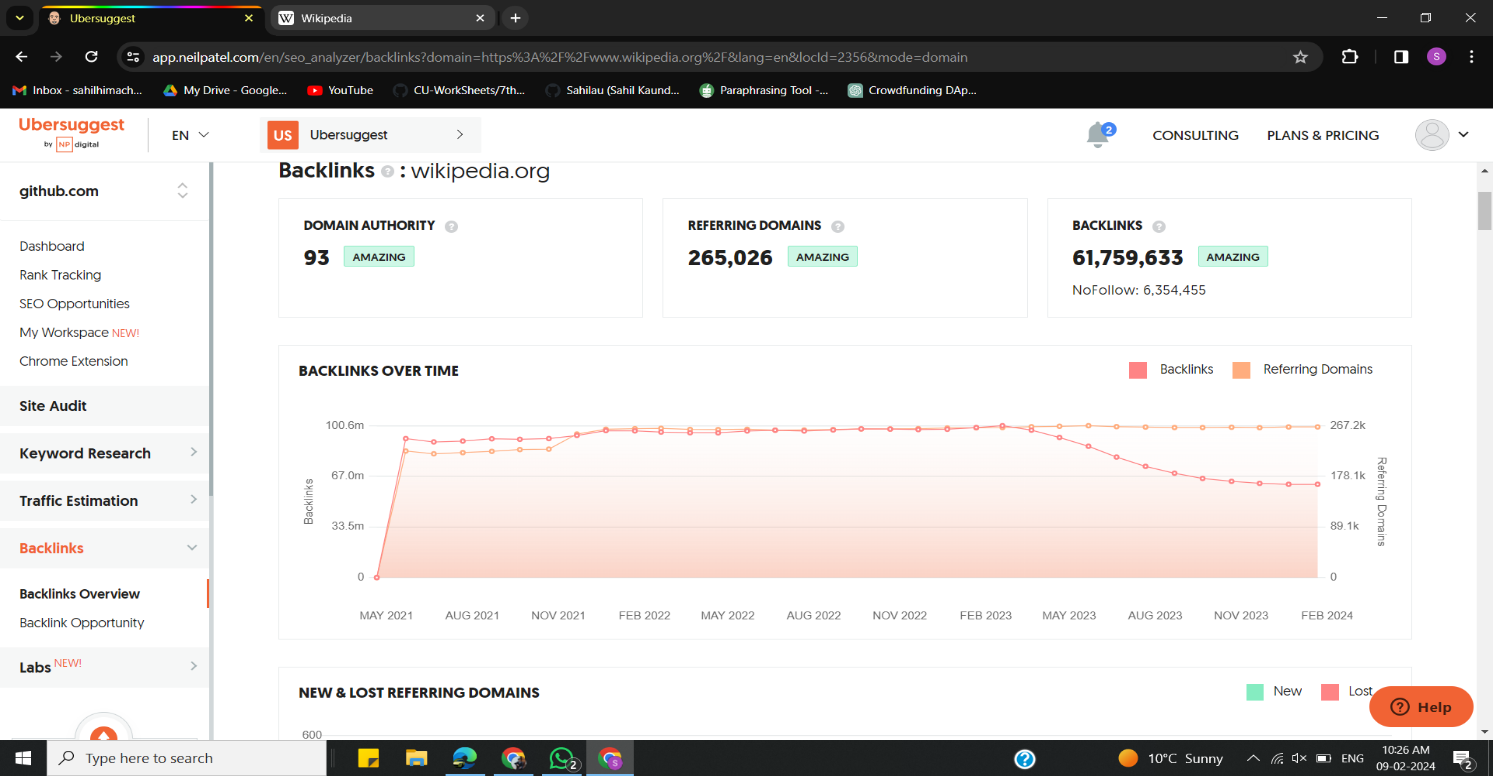 Ubersuggest
Wikipedia
app.neilpatel.com/en/seo_analyzer/backlinks?domain=https%3A%2F%2Fwww.wikipedia.org%2F&lang=en&locId=2356&mode=domain
S
Inbox - sahilhimach... My Drive - Google... YouTube CU-WorkSheets/7th... Sahilau (Sahil Kaund... Paraphrasing Tool -... Crowdfunding DAp...
Ubersuggest
by NP digital
EN
US Ubersuggest
2
CONSULTING
PLANS & PRICING
github.com
Dashboard
Rank Tracking
SEO Opportunities
My Workspace NEW!
Chrome Extension
Site Audit
Keyword Research
Traffic Estimation
Backlinks
Backlinks Overview
Backlink Opportunity
Labs NEW!
Backlinks ? : wikipedia.org
DOMAIN AUTHORITY ?
93 AMAZING
REFERRING DOMAINS ?
265,026 AMAZING
BACKLINKS ?
61,759,633 AMAZING
NoFollow: 6,354,455
BACKLINKS OVER TIME
Backlinks Referring Domains
100.6m
67.0m
33.5m
0
Backlinks
267.2k
178.1k
89.1k
0
Referring Domains
MAY 2021 AUG 2021 NOV 2021 FEB 2022 MAY 2022 AUG 2022 NOV 2022 FEB 2023 MAY 2023 AUG 2023 NOV 2023 FEB 2024
NEW & LOST REFERRING DOMAINS
New Lost
600
? Help
Type here to search
2
S
?
10°C Sunny
ENG
10:26 AM
09-02-2024
2